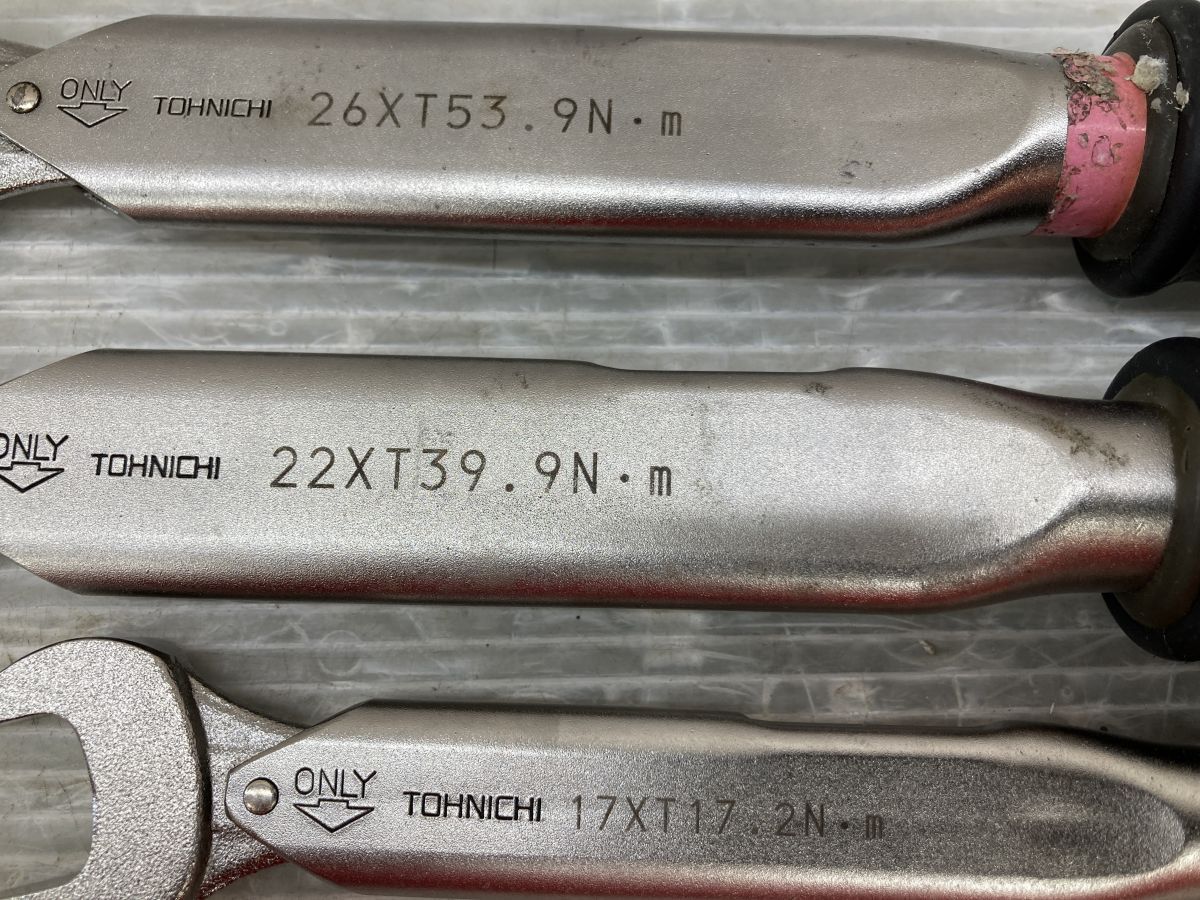 ONLY TOHNICHI 26XT53.9N·m
ONLY TOHNICHI 22XT39.9N·m
ONLY TOHNICHI 17XT17.2N·m